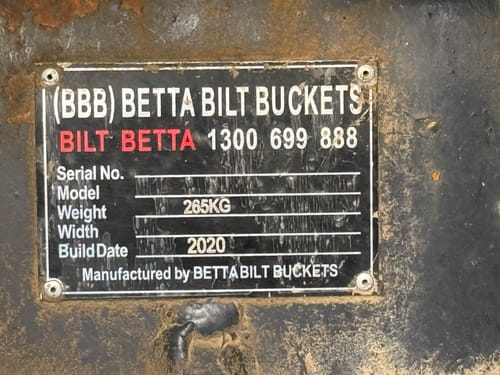 (BBB) BETTA BILT BUCKETS
BILT BETTA 1300 699 888
Serial No.
Model
Weight 265KG
Width
Build Date 2020
Manufactured by BETTA BILT BUCKETS